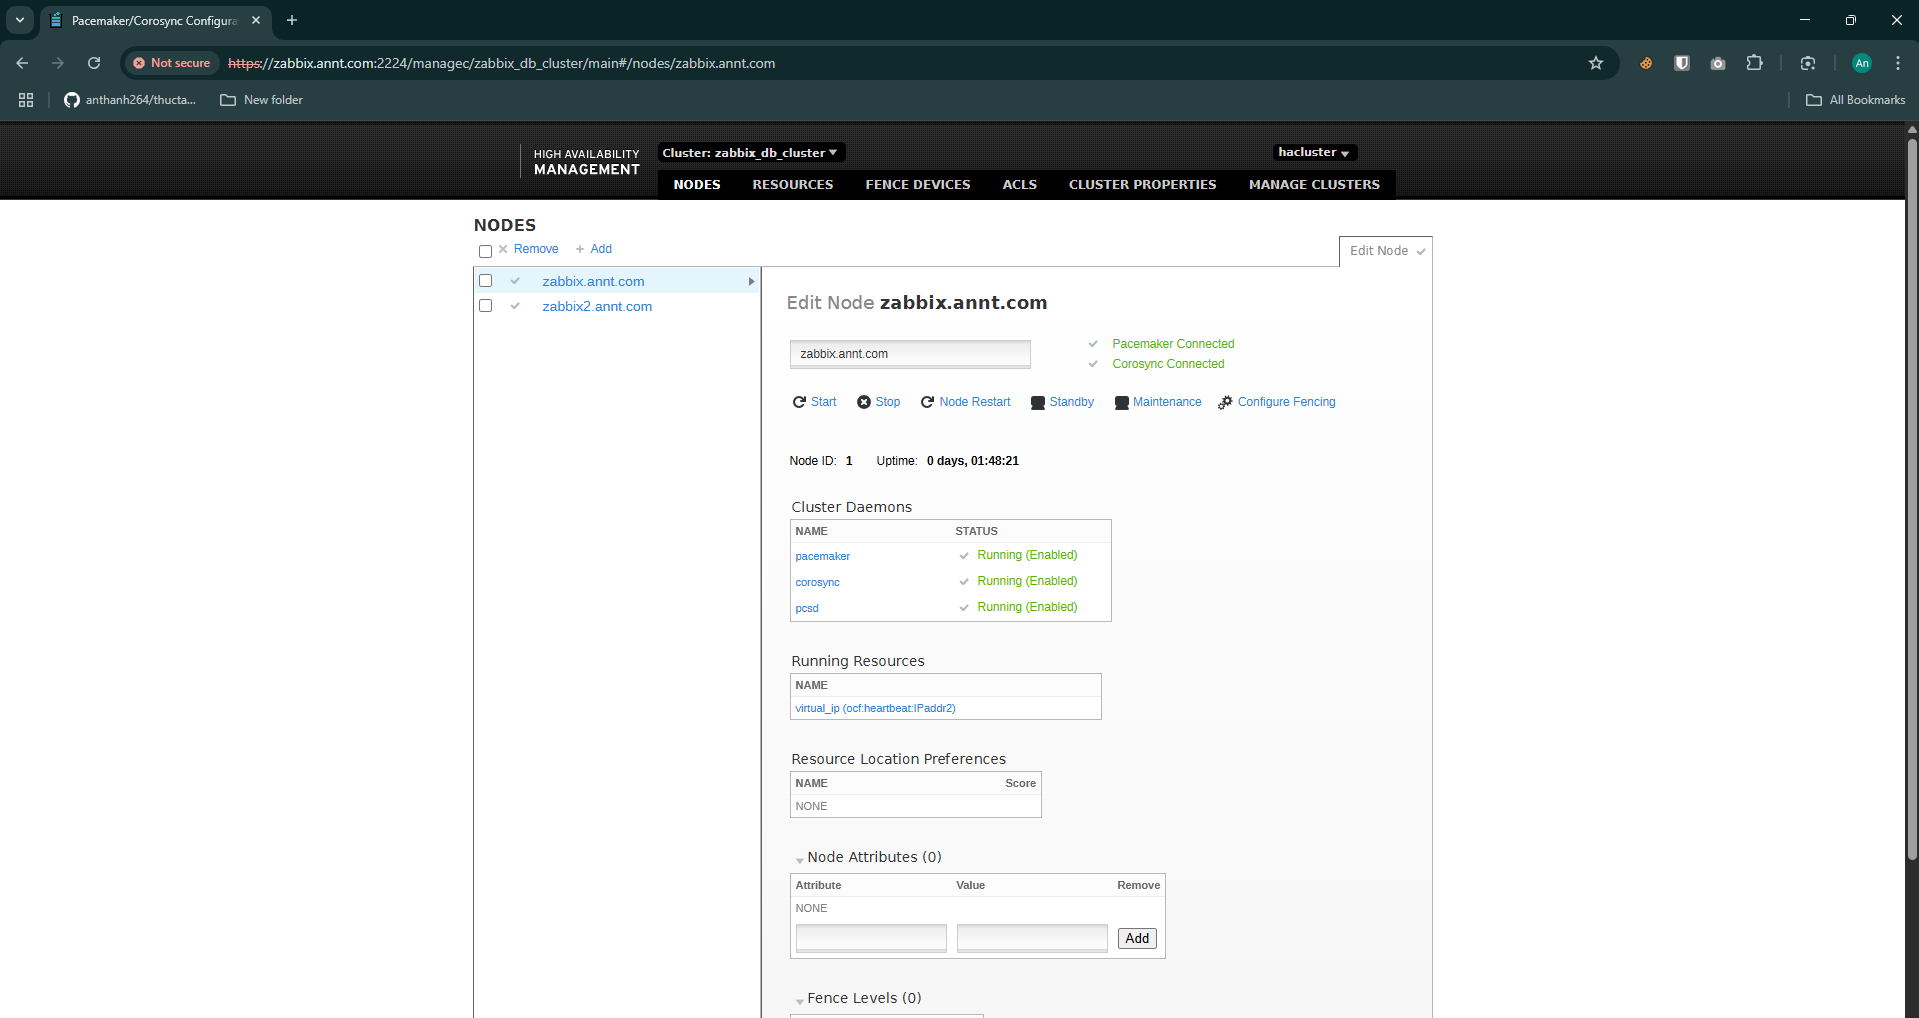 Pacemaker/Corosync Configura
Not secure
https://zabbix.annt.com:2224/managec/zabbix_db_cluster/main#/nodes/zabbix.annt.com
An
anthanh264/thucta...
New folder
All Bookmarks
HIGH AVAILABILITY
MANAGEMENT
Cluster: zabbix_db_cluster
hacluster
NODES RESOURCES FENCE DEVICES ACLS CLUSTER PROPERTIES MANAGE CLUSTERS
NODES
Remove Add
Edit Node
zabbix.annt.com
zabbix2.annt.com
Edit Node zabbix.annt.com
zabbix.annt.com
Pacemaker Connected
Corosync Connected
Start Stop Node Restart Standby Maintenance Configure Fencing
Node ID: 1 Uptime: 0 days, 01:48:21
Cluster Daemons
NAME STATUS
pacemaker Running (Enabled)
corosync Running (Enabled)
pcsd Running (Enabled)
Running Resources
NAME
virtual_ip (ocf:heartbeat:IPaddr2)
Resource Location Preferences
NAME Score
NONE
Node Attributes (0)
Attribute Value Remove
NONE
Add
Fence Levels (0)